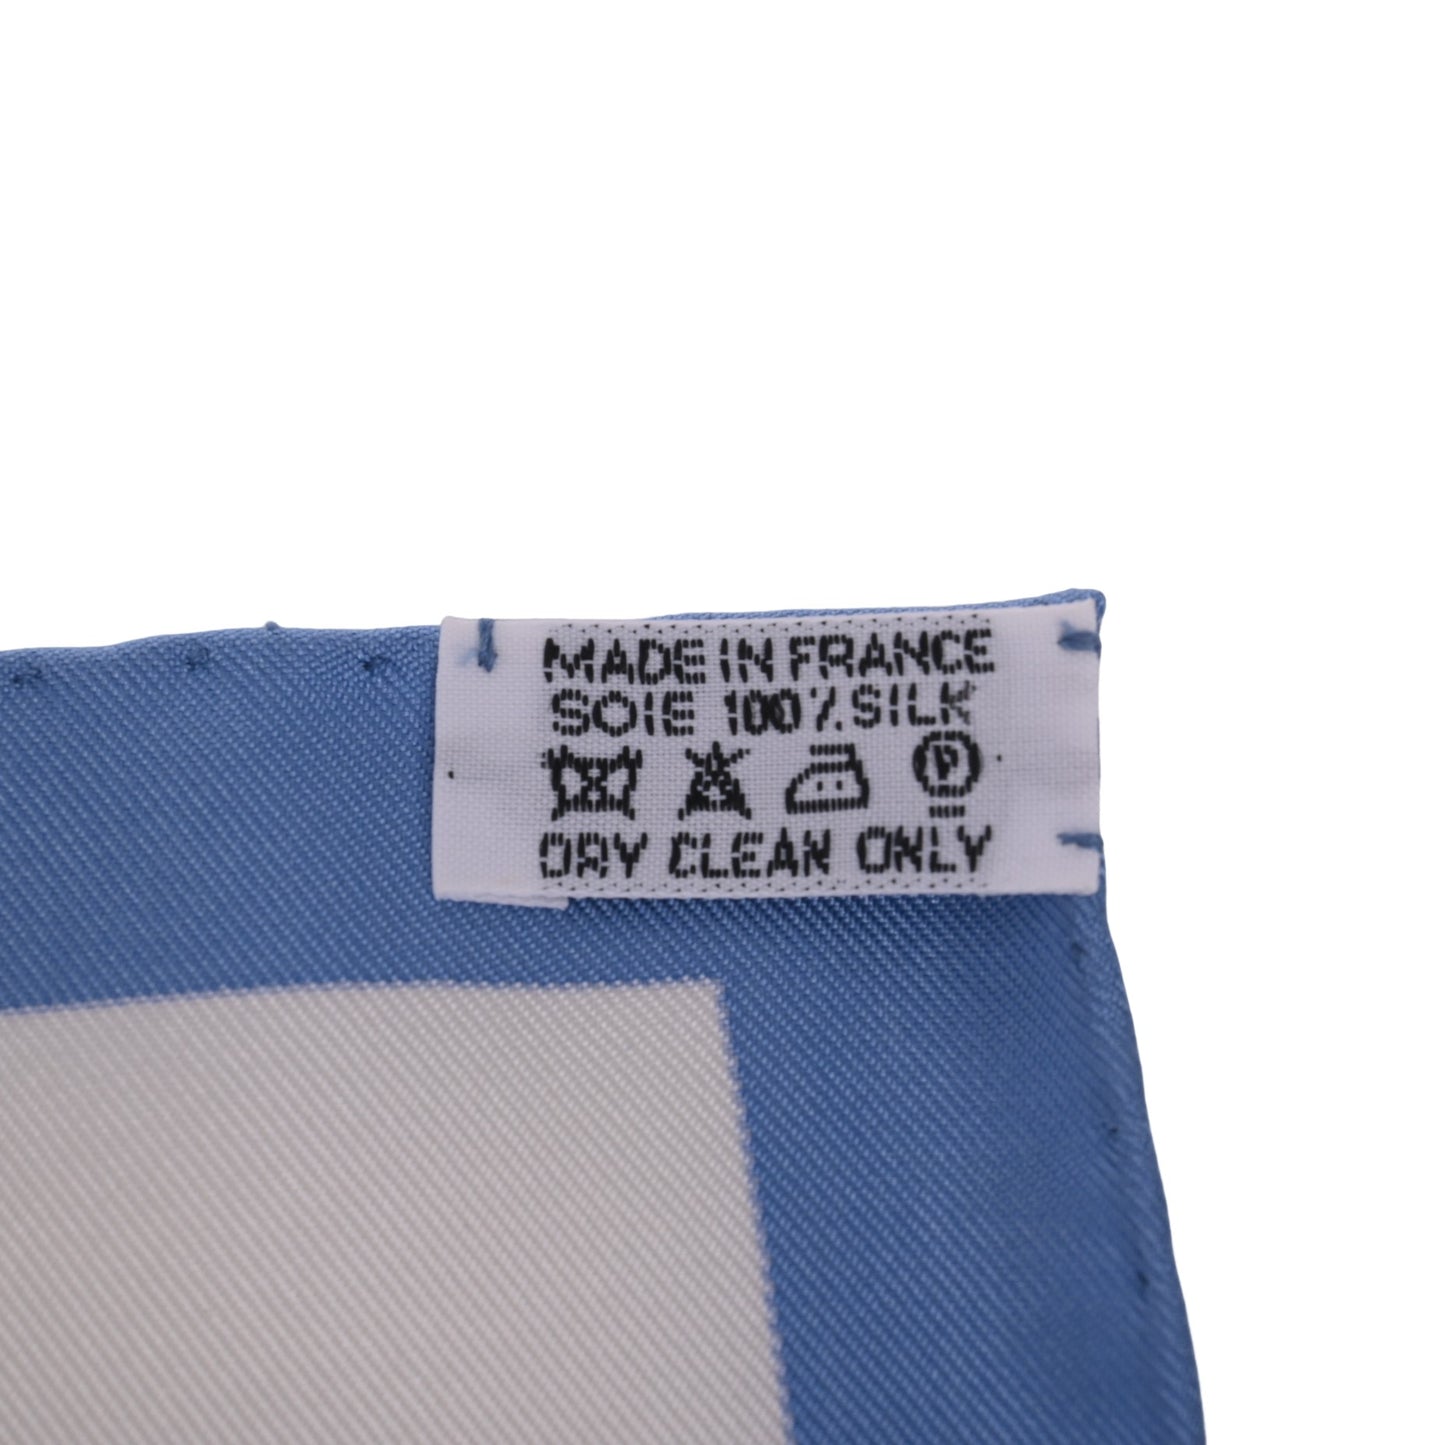 MADE IN FRANCE
SOIE 100% SILK
P
DRY CLEAN ONLY